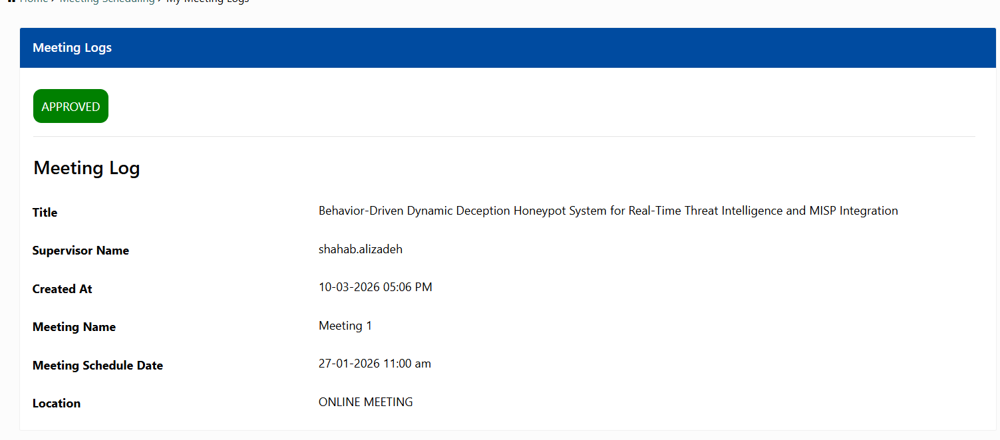 Home › Meeting Scheduling › My Meeting Logs
Meeting Logs
APPROVED
Meeting Log
Title Behavior-Driven Dynamic Deception Honeypot System for Real-Time Threat Intelligence and MISP Integration
Supervisor Name shahab.alizadeh
Created At 10-03-2026 05:06 PM
Meeting Name Meeting 1
Meeting Schedule Date 27-01-2026 11:00 am
Location ONLINE MEETING